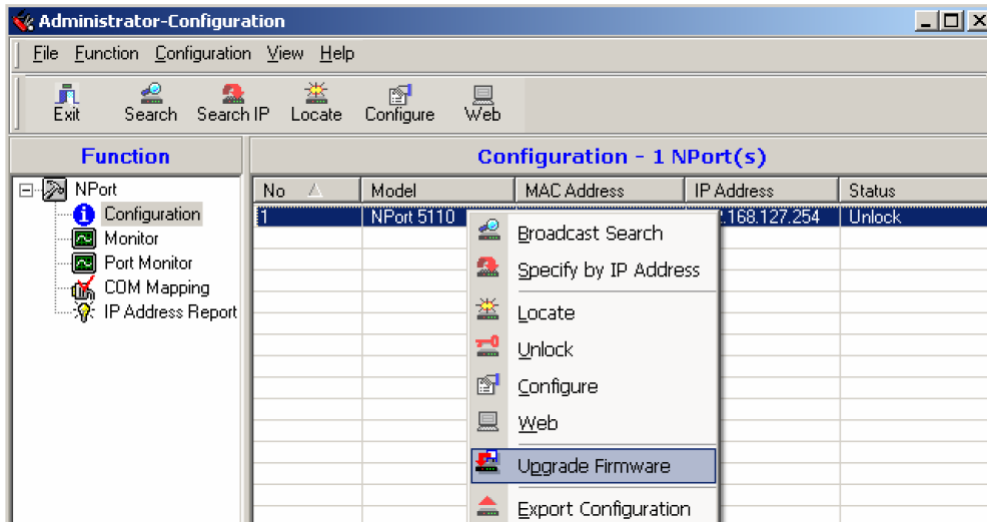 Administrator-Configuration
File Function Configuration View Help
Exit Search Search IP Locate Configure Web
Function
Configuration - 1 NPort(s)
NPort
Configuration
Monitor
Port Monitor
COM Mapping
IP Address Report
No Model MAC Address IP Address Status
1 NPort 5110 .168.127.254 Unlock
Broadcast Search
Specify by IP Address
Locate
Unlock
Configure
Web
Upgrade Firmware
Export Configuration